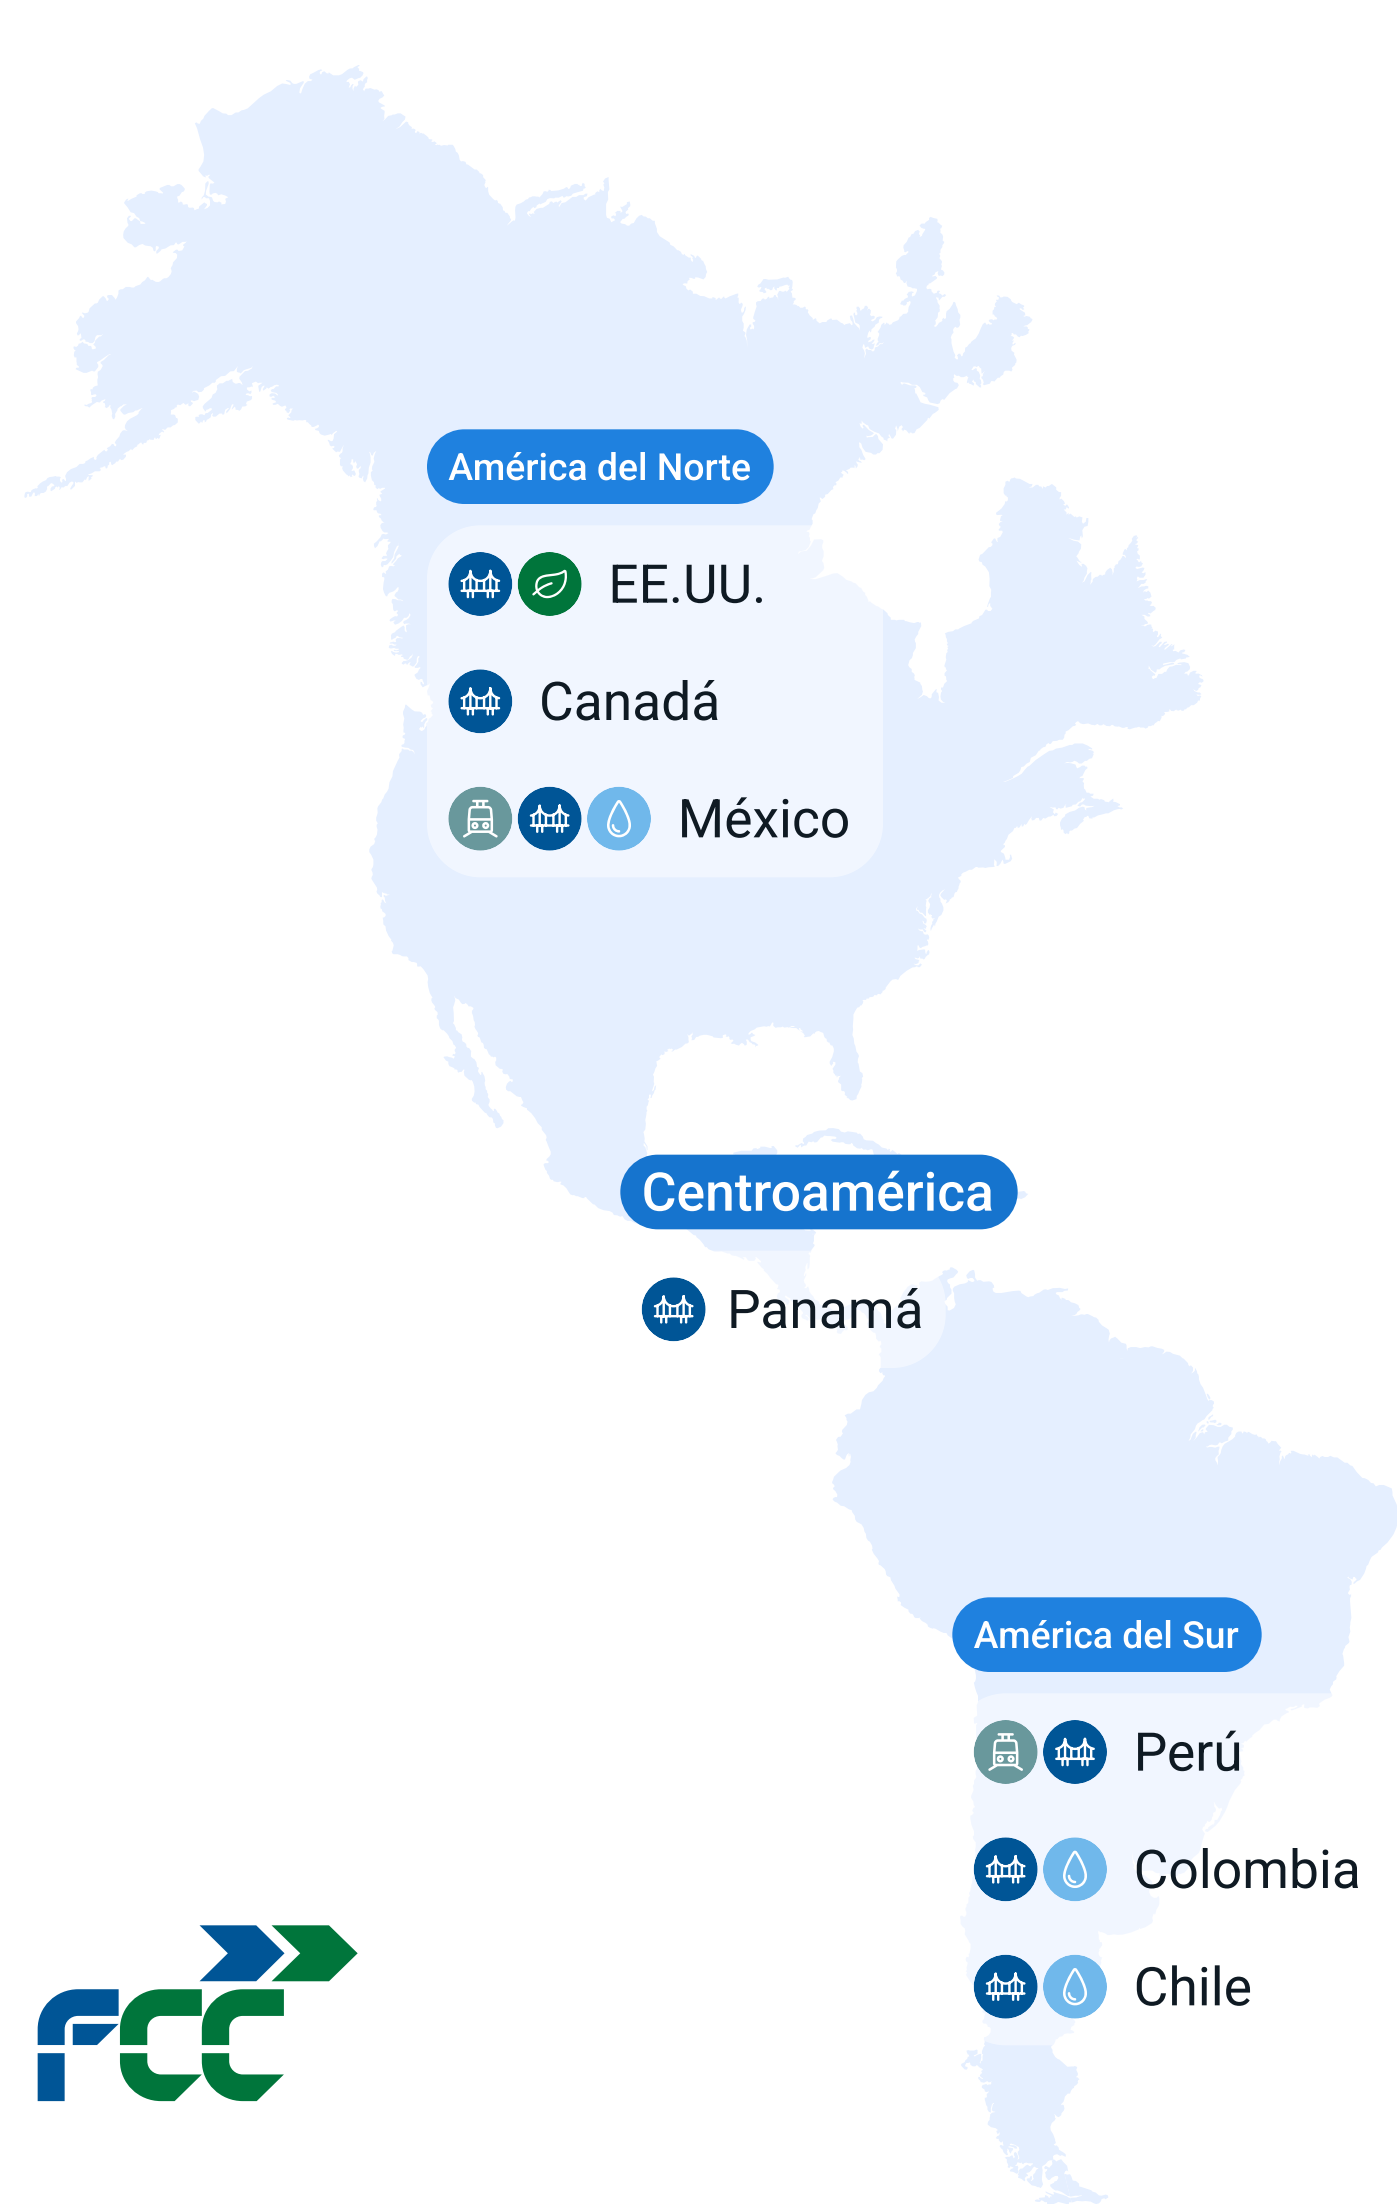 América del Norte
EE.UU.
Canadá
México
Centroamérica
Panamá
América del Sur
Perú
Colombia
Chile
FCC